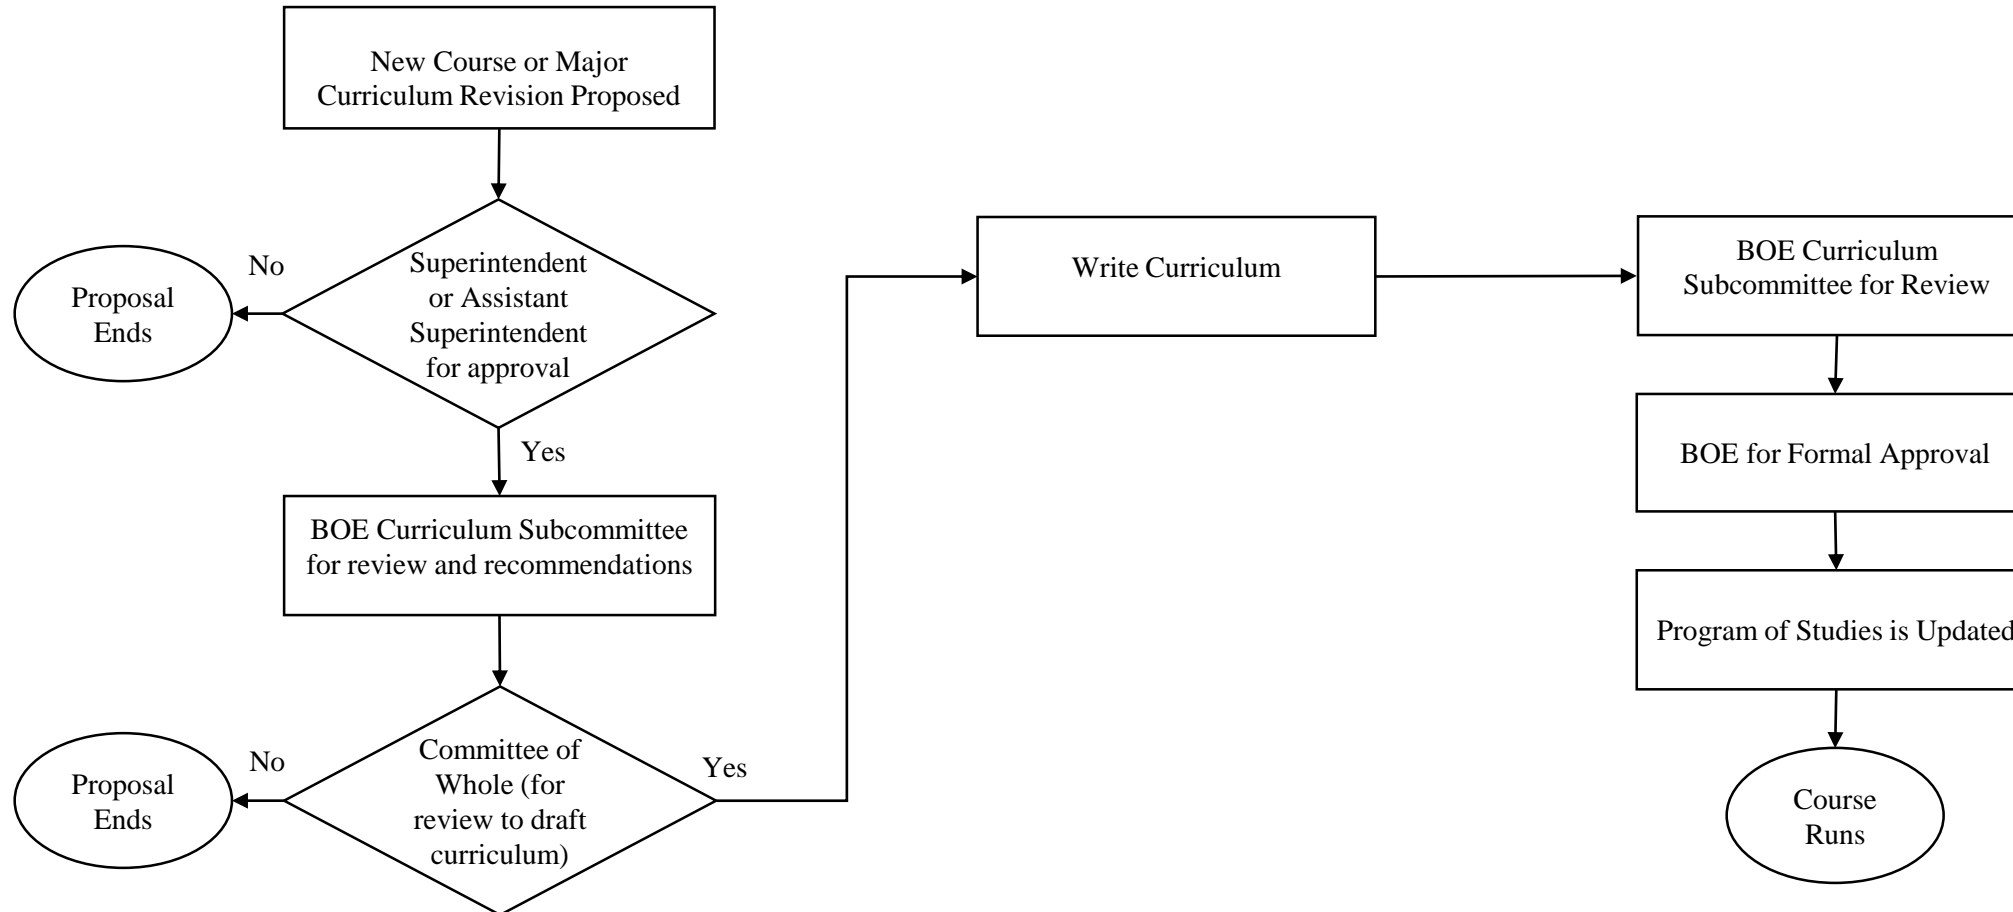 New Course or Major
Curriculum Revision Proposed
No
Superintendent
or Assistant
Superintendent
for approval
Proposal
Ends
Yes
BOE Curriculum Subcommittee
for review and recommendations
No
Committee of
Whole (for
review to draft
curriculum)
Proposal
Ends
Yes
Write Curriculum
BOE Curriculum
Subcommittee for Review
BOE for Formal Approval
Program of Studies is Updated
Course
Runs